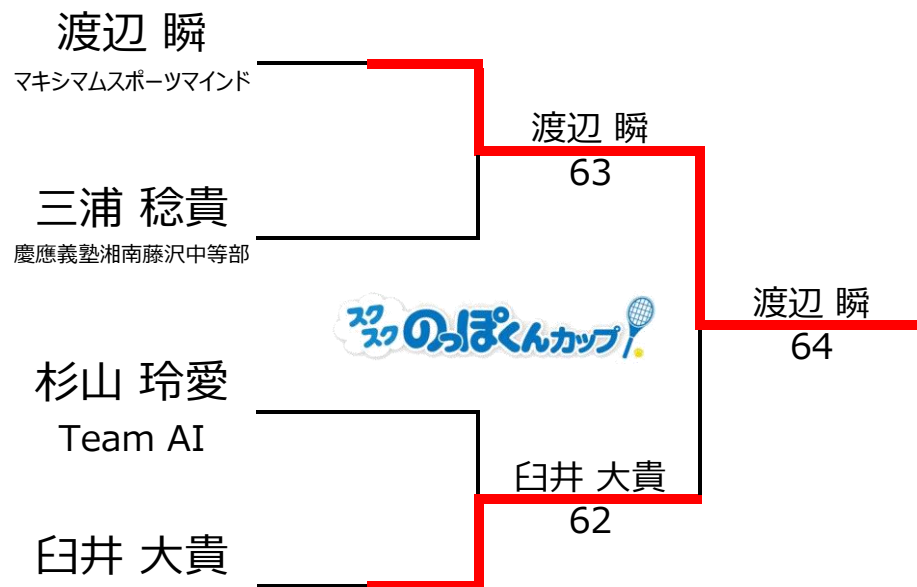 渡辺 瞬
マキシマムスポーツマインド
渡辺 瞬
63
三浦 稔貴
慶應義塾湘南藤沢中等部
スクスクのっぽくんカップ
渡辺 瞬
64
杉山 玲愛
Team AI
臼井 大貴
62
臼井 大貴